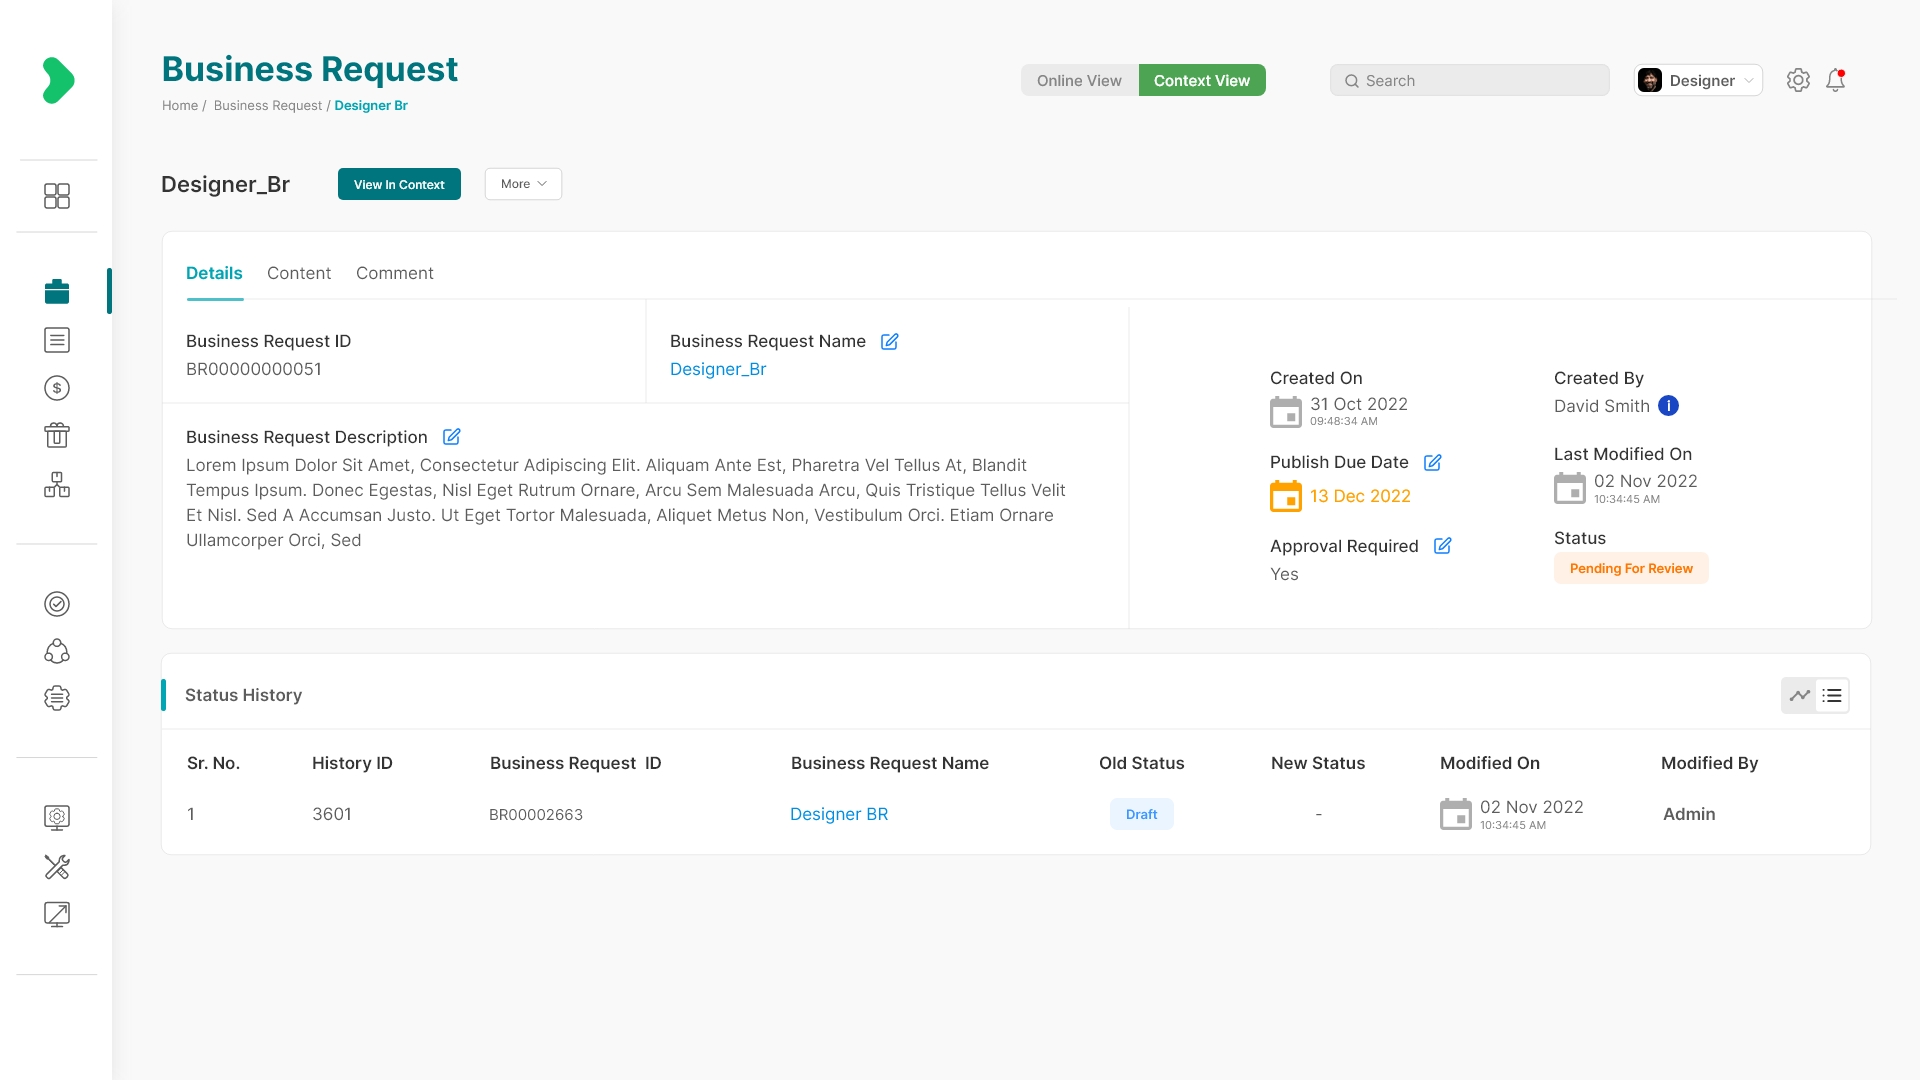 Business Request
Home / Business Request / Designer Br
Online View
Context View
Search
Designer
Designer_Br
View In Context
More
Details
Content
Comment
Business Request ID
BR00000000051
Business Request Name
Designer_Br
Business Request Description
Lorem Ipsum Dolor Sit Amet, Consectetur Adipiscing Elit. Aliquam Ante Est, Pharetra Vel Tellus At, Blandit
Tempus Ipsum. Donec Egestas, Nisl Eget Rutrum Ornare, Arcu Sem Malesuada Arcu, Quis Tristique Tellus Velit
Et Nisl. Sed A Accumsan Justo. Ut Eget Tortor Malesuada, Aliquet Metus Non, Vestibulum Orci. Etiam Ornare
Ullamcorper Orci, Sed
Created On
31 Oct 2022
09:48:34 AM
Publish Due Date
13 Dec 2022
Approval Required
Yes
Created By
David Smith
Last Modified On
02 Nov 2022
10:34:45 AM
Status
Pending For Review
Status History
Sr. No. History ID Business Request ID Business Request Name Old Status New Status Modified On Modified By
1 3601 BR00002663 Designer BR Draft - 02 Nov 2022 Admin
10:34:45 AM